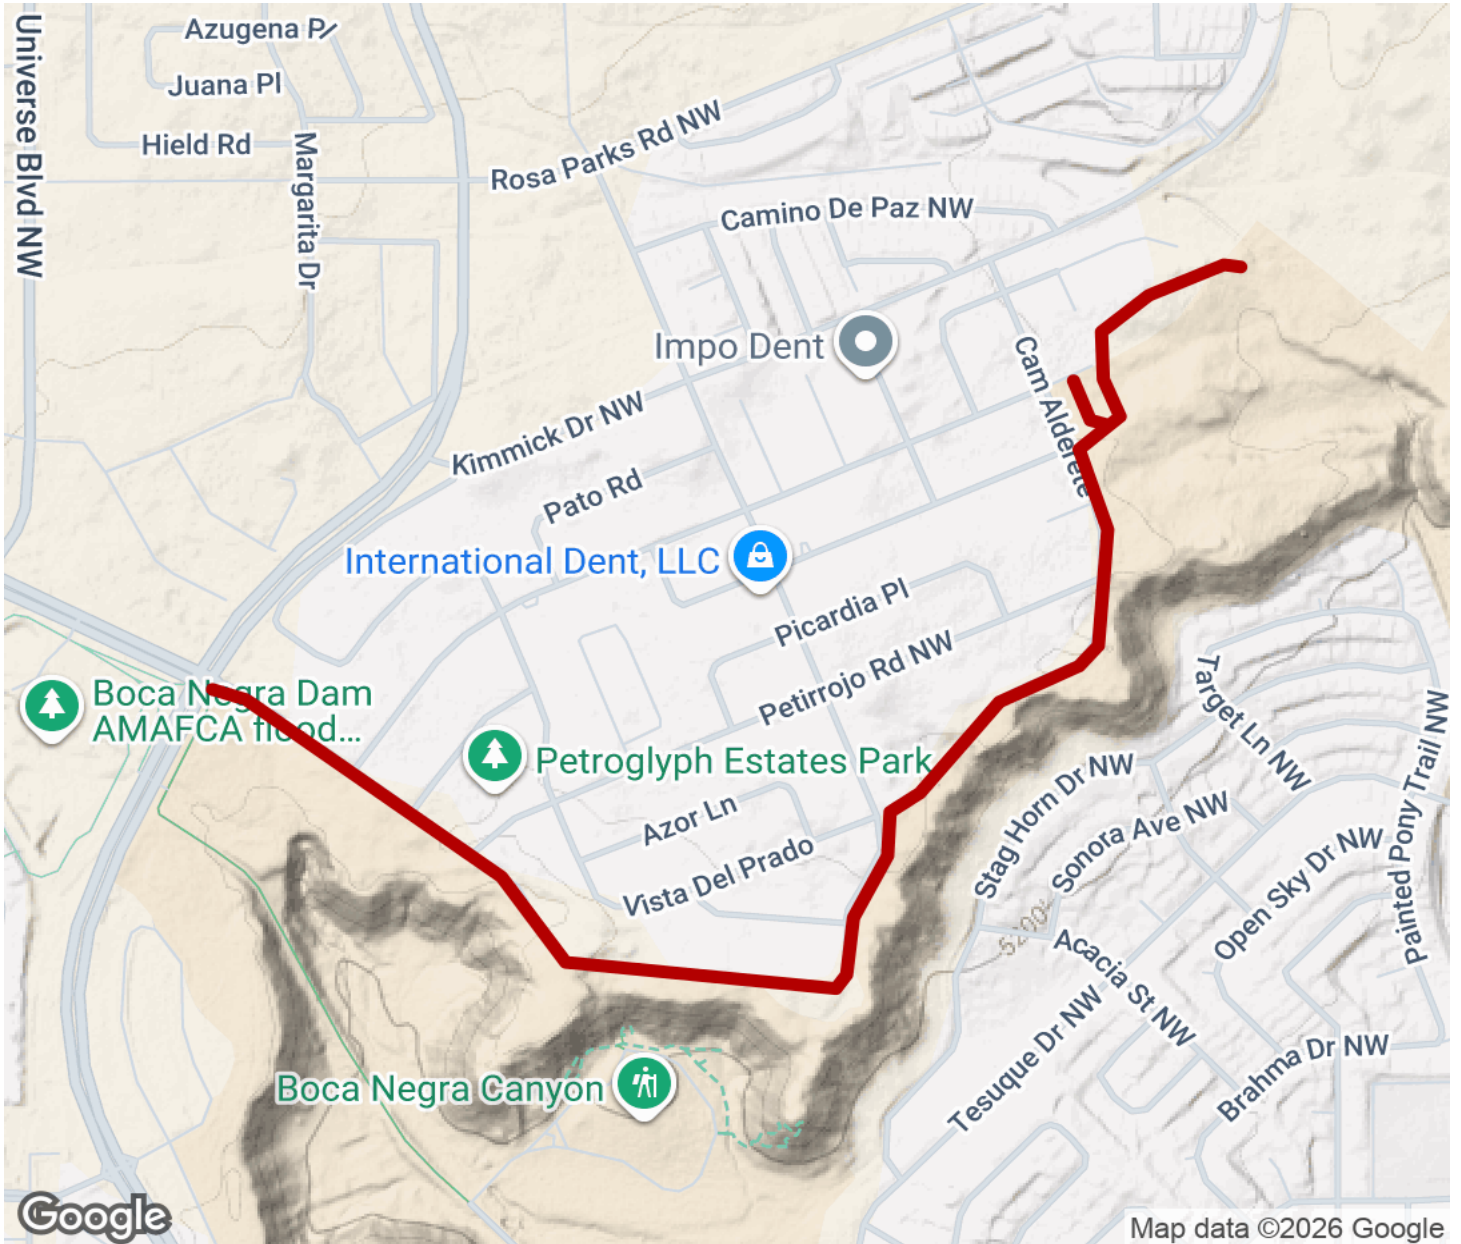 Universe Blvd NW
Azugena Pl
Juana Pl
Hield Rd
Margarita Dr
Rosa Parks Rd NW
Camino De Paz NW
Impo Dent
Cam Alderete
Kimmick Dr NW
Pato Rd
International Dent, LLC
Picardia Pl
Petirrojo Rd NW
Boca Negra Dam
AMAFCA flood...
Petroglyph Estates Park
Azor Ln
Vista Del Prado
Target Ln NW
Stag Horn Dr NW
Sonora Ave NW
Painted Pony Trail NW
Open Sky Dr NW
5200'
Acacia St NW
Tesuque Dr NW
Brahma Dr NW
Boca Negra Canyon
Google
Map data ©2026 Google